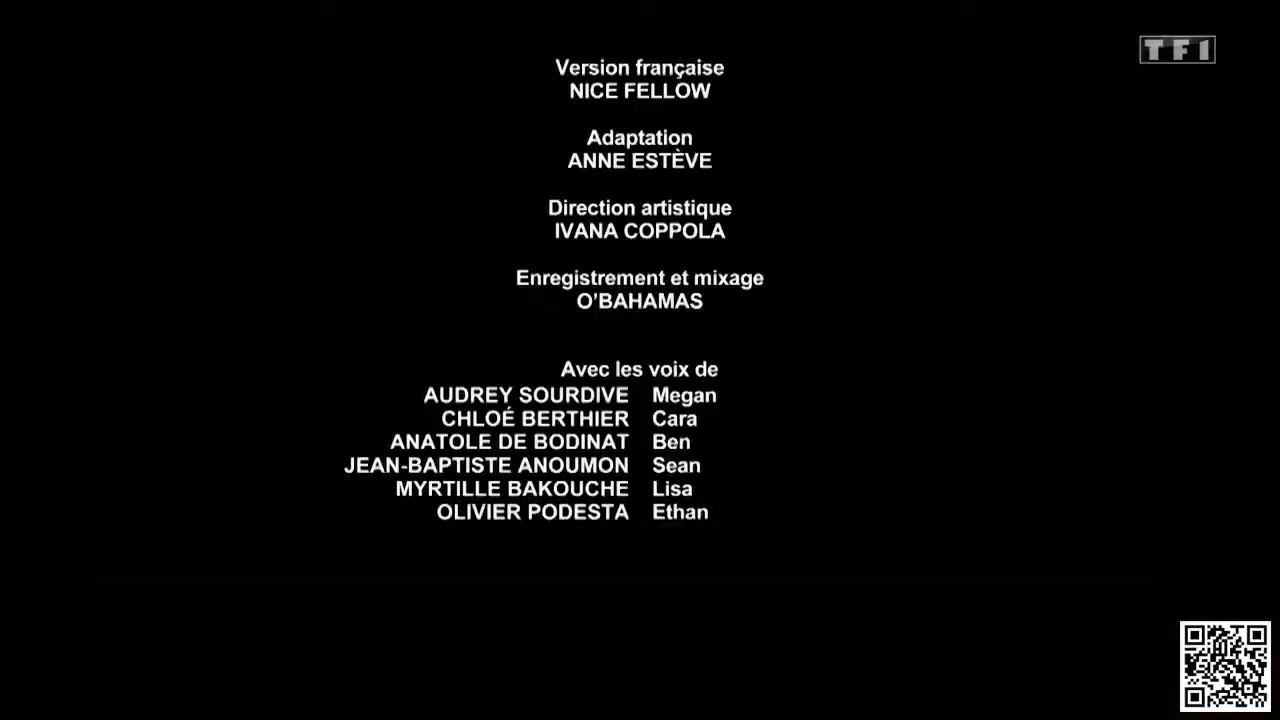 TF1
Version française
NICE FELLOW
Adaptation
ANNE ESTÈVE
Direction artistique
IVANA COPPOLA
Enregistrement et mixage
O'BAHAMAS
Avec les voix de
AUDREY SOURDIVE Megan
CHLOÉ BERTHIER Cara
ANATOLE DE BODINAT Ben
JEAN-BAPTISTE ANOUMON Sean
MYRTILLE BAKOUCHE Lisa
OLIVIER PODESTA Ethan